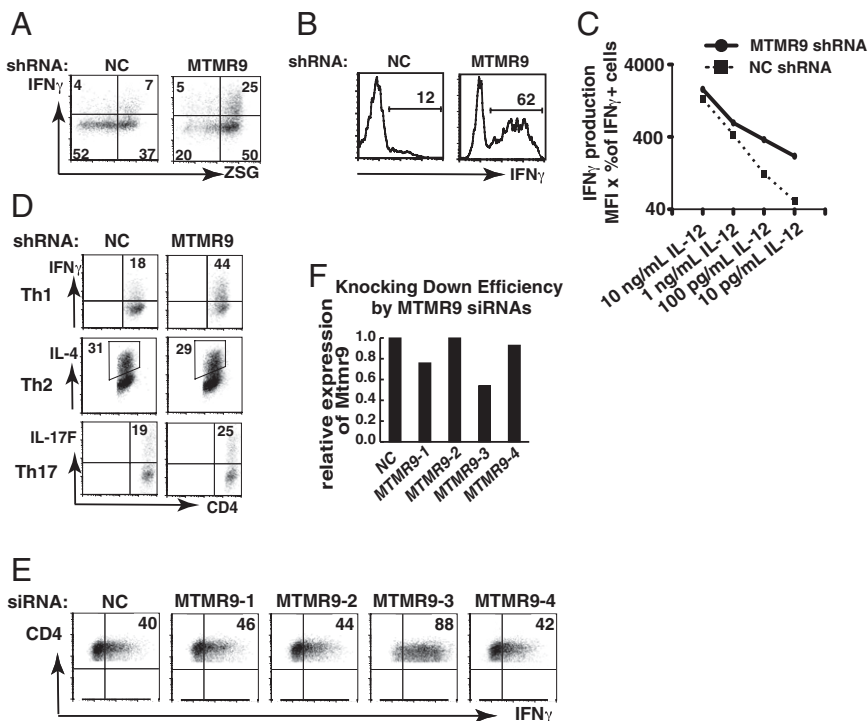 A
shRNA: NC MTMR9
IFNγ
4 7 5 25
52 37 20 50
ZSG
B
shRNA: NC MTMR9
12 62
IFNγ
C
MTMR9 shRNA
NC shRNA
IFNγ production
MFI x % of IFNγ+ cells
4000
400
40
10 ng/mL IL-12
1 ng/mL IL-12
100 pg/mL IL-12
10 pg/mL IL-12
D
shRNA: NC MTMR9
IFNγ
Th1
18 44
IL-4
Th2
31 29
IL-17F
Th17
19 25
CD4
F
Knocking Down Efficiency
by MTMR9 siRNAs
relative expression
of Mtmr9
1.0
0.8
0.6
0.4
0.2
0.0
NC
MTMR9-1
MTMR9-2
MTMR9-3
MTMR9-4
E
siRNA: NC MTMR9-1 MTMR9-2 MTMR9-3 MTMR9-4
CD4
40 46 44 88 42
IFNγ